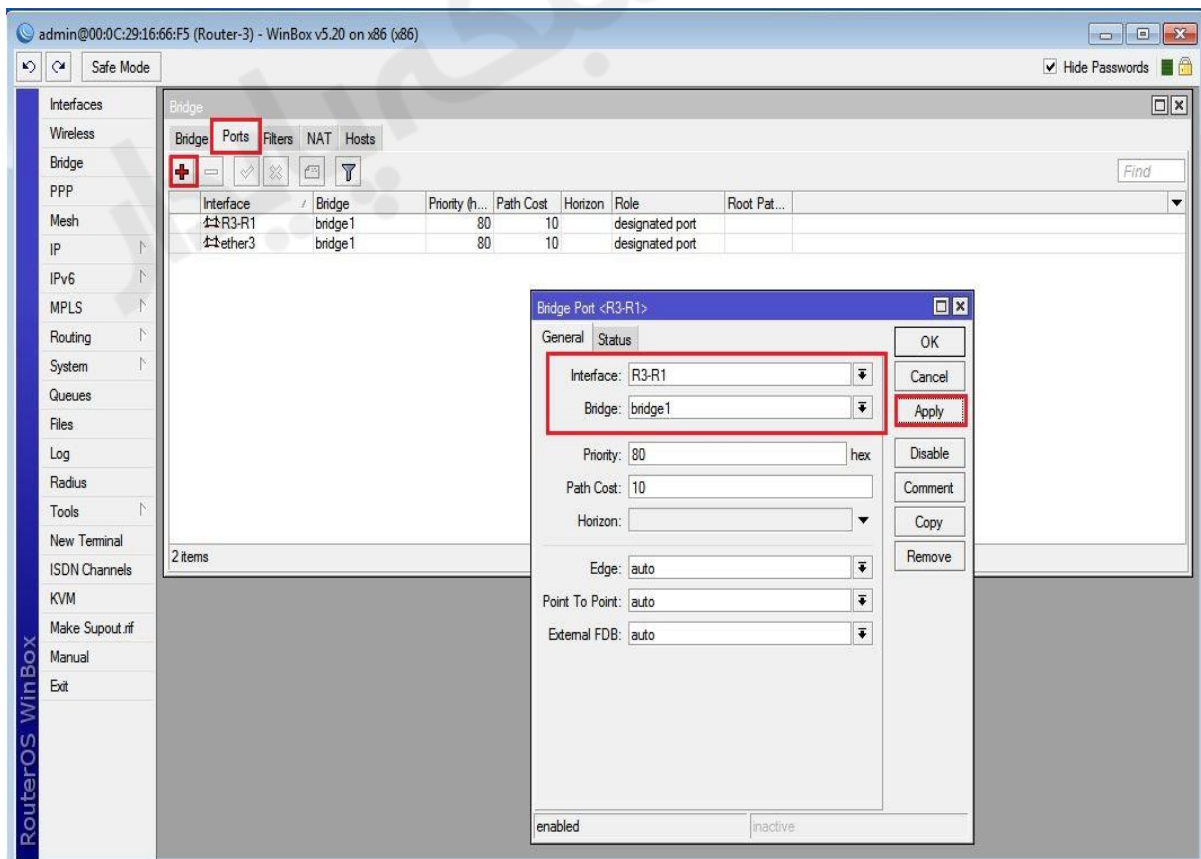 admin@00:0C:29:16:66:F5 (Router-3) - WinBox v5.20 on x86 (x86)
Safe Mode
Hide Passwords
Interfaces
Wireless
Bridge
PPP
Mesh
IP
IPv6
MPLS
Routing
System
Queues
Files
Log
Radius
Tools
New Terminal
ISDN Channels
KVM
Make Supout.rif
Manual
Exit
RouterOS WinBox
Bridge
Bridge Ports Filters NAT Hosts
Find
Interface / Bridge Priority (h... Path Cost Horizon Role Root Pat...
R3-R1 bridge1 80 10 designated port
ether3 bridge1 80 10 designated port
2 items
Bridge Port <R3-R1>
General Status
Interface: R3-R1
Bridge: bridge1
Priority: 80 hex
Path Cost: 10
Horizon:
Edge: auto
Point To Point: auto
External FDB: auto
OK
Cancel
Apply
Disable
Comment
Copy
Remove
enabled inactive